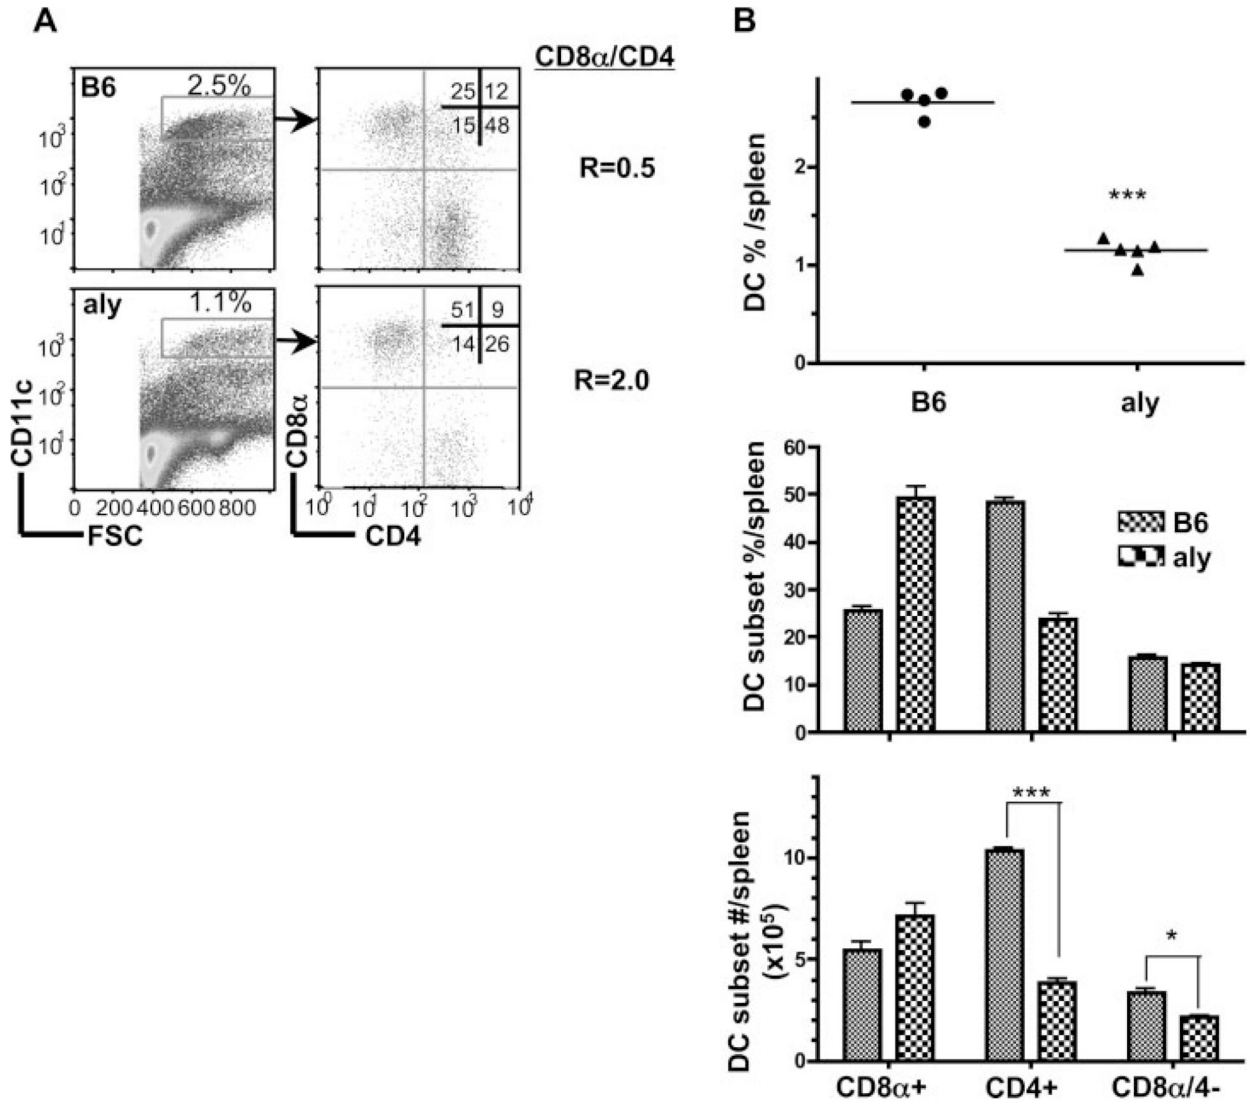 A
CD8α/CD4
B6
2.5%
10³
10²
10¹
25 12
15 48
R=0.5
aly
1.1%
10³
10²
10¹
51 9
14 26
R=2.0
CD11c
0 200 400 600 800
FSC
CD8α
10⁰ 10¹ 10² 10³ 10⁴
CD4
B
DC % /spleen
2
1
0
***
B6 aly
DC subset %/spleen
60
50
40
30
20
10
0
B6
aly
DC subset #/spleen
(x10⁵)
10
5
0
***
*
CD8α+ CD4+ CD8α/4-